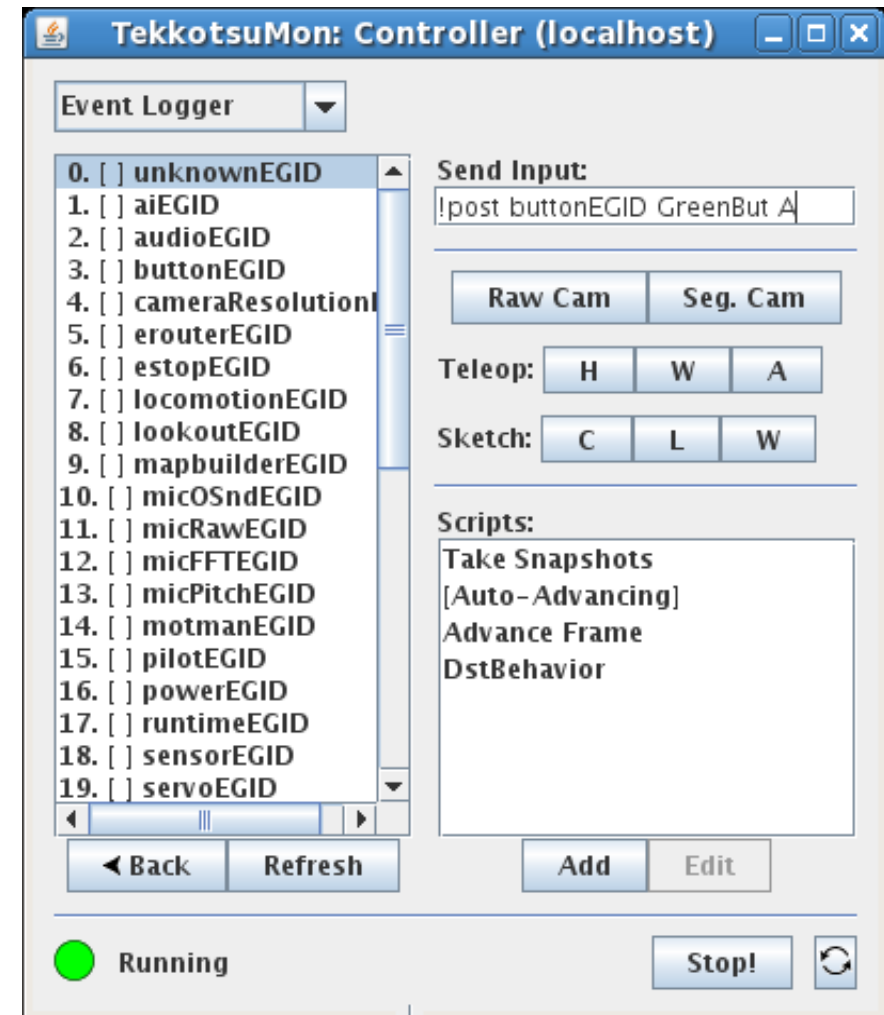 TekkotsuMon: Controller (localhost)
Event Logger
0. [ ] unknownEGID
1. [ ] aiEGID
2. [ ] audioEGID
3. [ ] buttonEGID
4. [ ] cameraResolution
5. [ ] erouterEGID
6. [ ] estopEGID
7. [ ] locomotionEGID
8. [ ] lookoutEGID
9. [ ] mapbuilderEGID
10. [ ] micOSndEGID
11. [ ] micRawEGID
12. [ ] micFFTEGID
13. [ ] micPitchEGID
14. [ ] motmanEGID
15. [ ] pilotEGID
16. [ ] powerEGID
17. [ ] runtimeEGID
18. [ ] sensorEGID
19. [ ] servoEGID
Back Refresh
Send Input:
!post buttonEGID GreenBut A
Raw Cam Seg. Cam
Teleop: H W A
Sketch: C L W
Scripts:
Take Snapshots
[Auto-Advancing]
Advance Frame
DstBehavior
Add Edit
Running Stop!